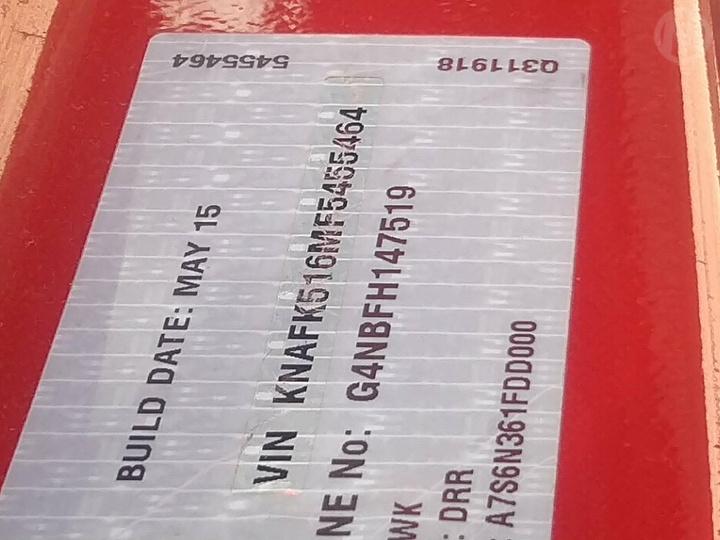 5455464
Q311918
BUILD DATE: MAY 15
VIN KNAFK516MF5455464
NE No: G4NBFH147519
WK
: DRR
A7S6N361FDD000